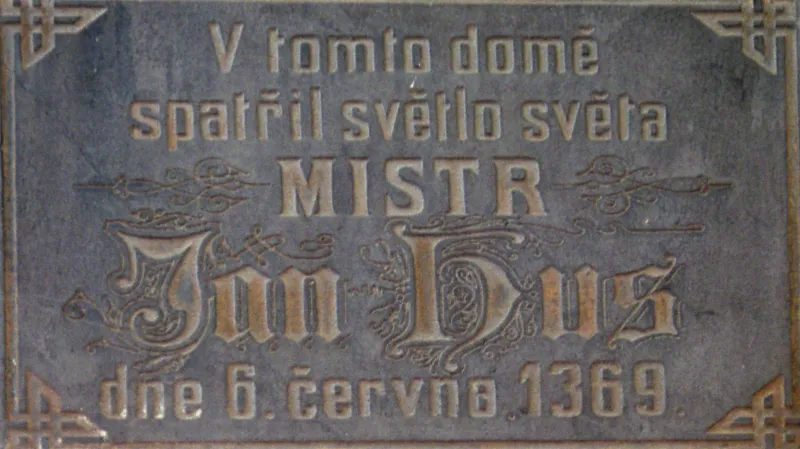 V tomto domě
spatřil světlo světa
MISTR
Jan Hus
dne 6. června 1369.